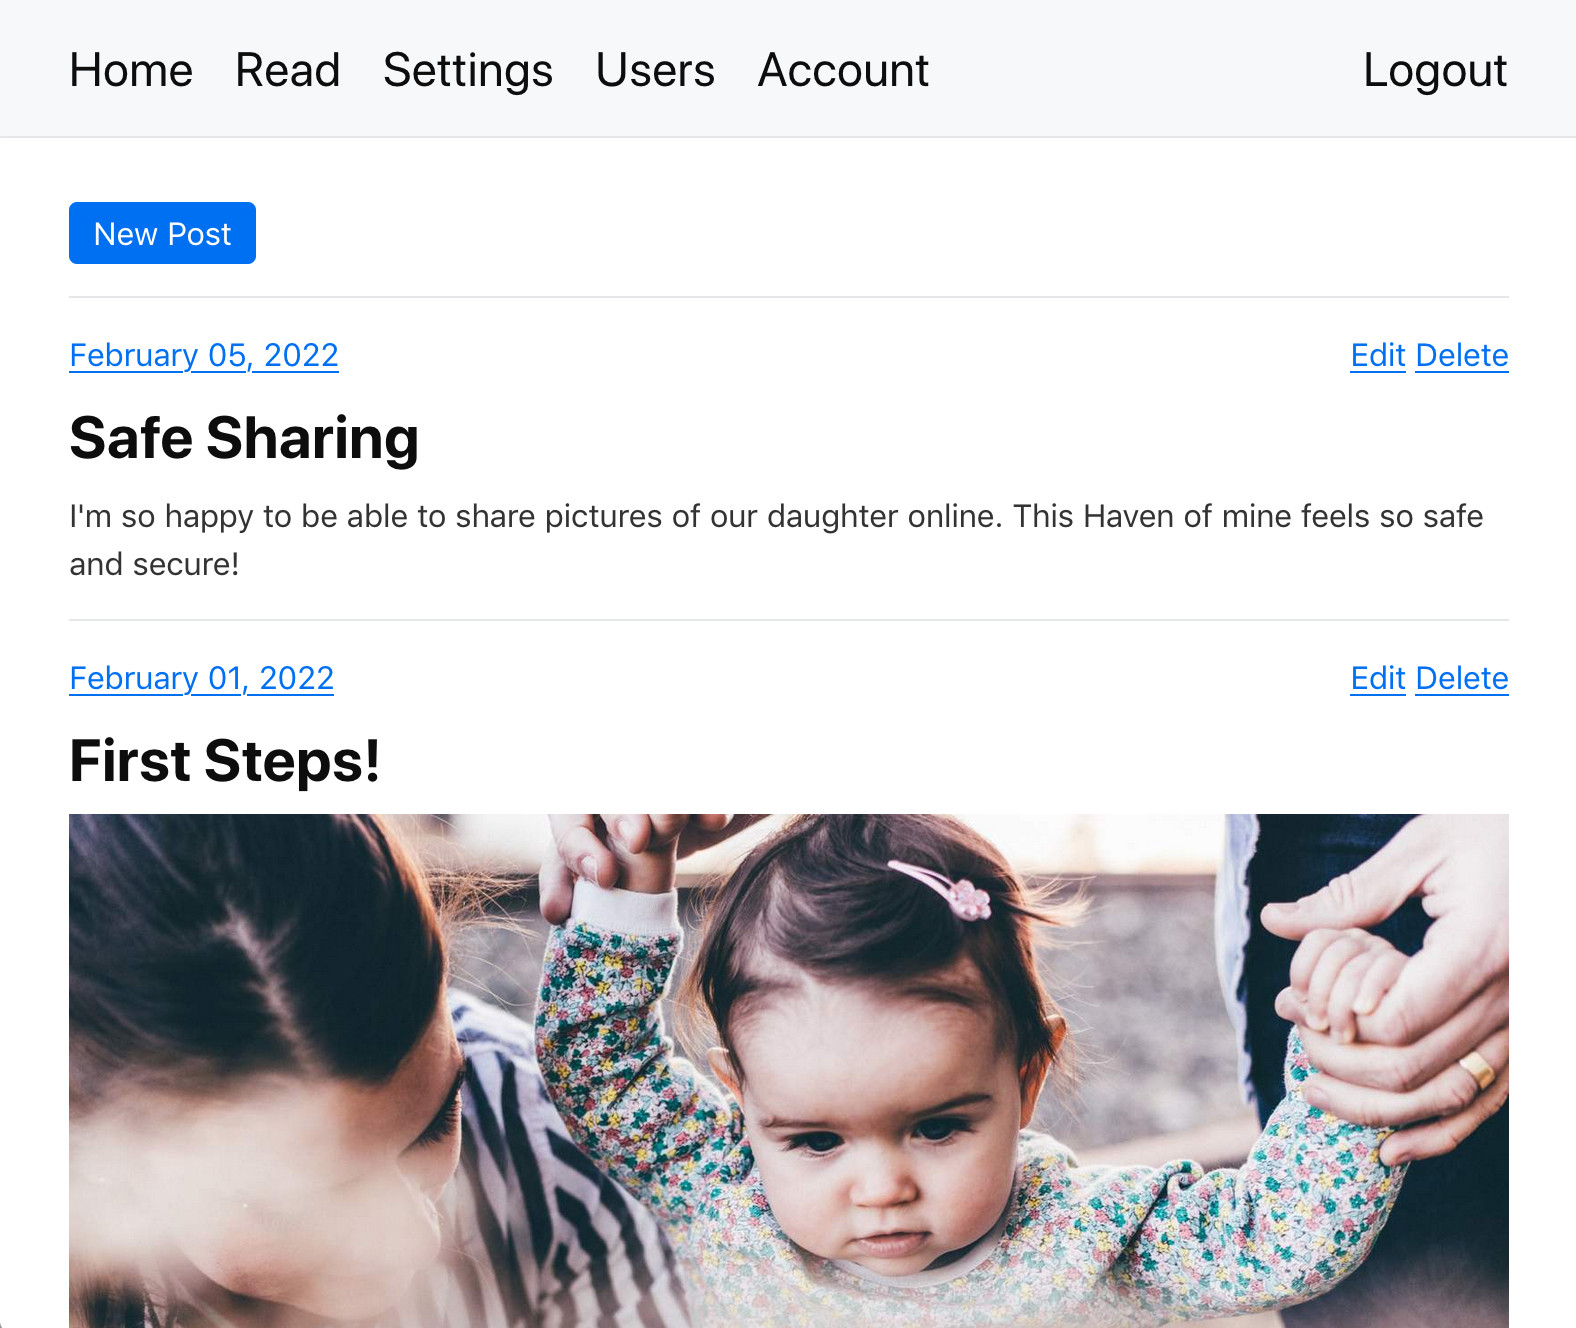 Home Read Settings Users Account Logout
New Post
February 05, 2022 Edit Delete
Safe Sharing
I'm so happy to be able to share pictures of our daughter online. This Haven of mine feels so safe
and secure!
February 01, 2022 Edit Delete
First Steps!